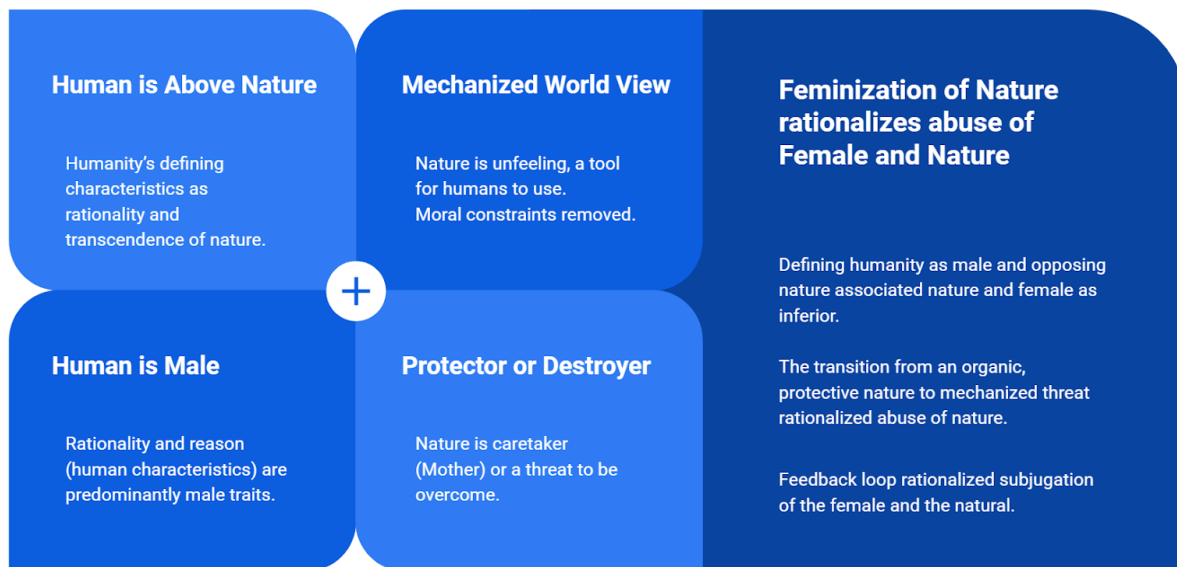 Human is Above Nature
Humanity’s defining
characteristics as
rationality and
transcendence of nature.
Mechanized World View
Nature is unfeeling, a tool
for humans to use.
Moral constraints removed.
Human is Male
Rationality and reason
(human characteristics) are
predominantly male traits.
Protector or Destroyer
Nature is caretaker
(Mother) or a threat to be
overcome.
Feminization of Nature
rationalizes abuse of
Female and Nature
Defining humanity as male and opposing
nature associated nature and female as
inferior.
The transition from an organic,
protective nature to mechanized threat
rationalized abuse of nature.
Feedback loop rationalized subjugation
of the female and the natural.